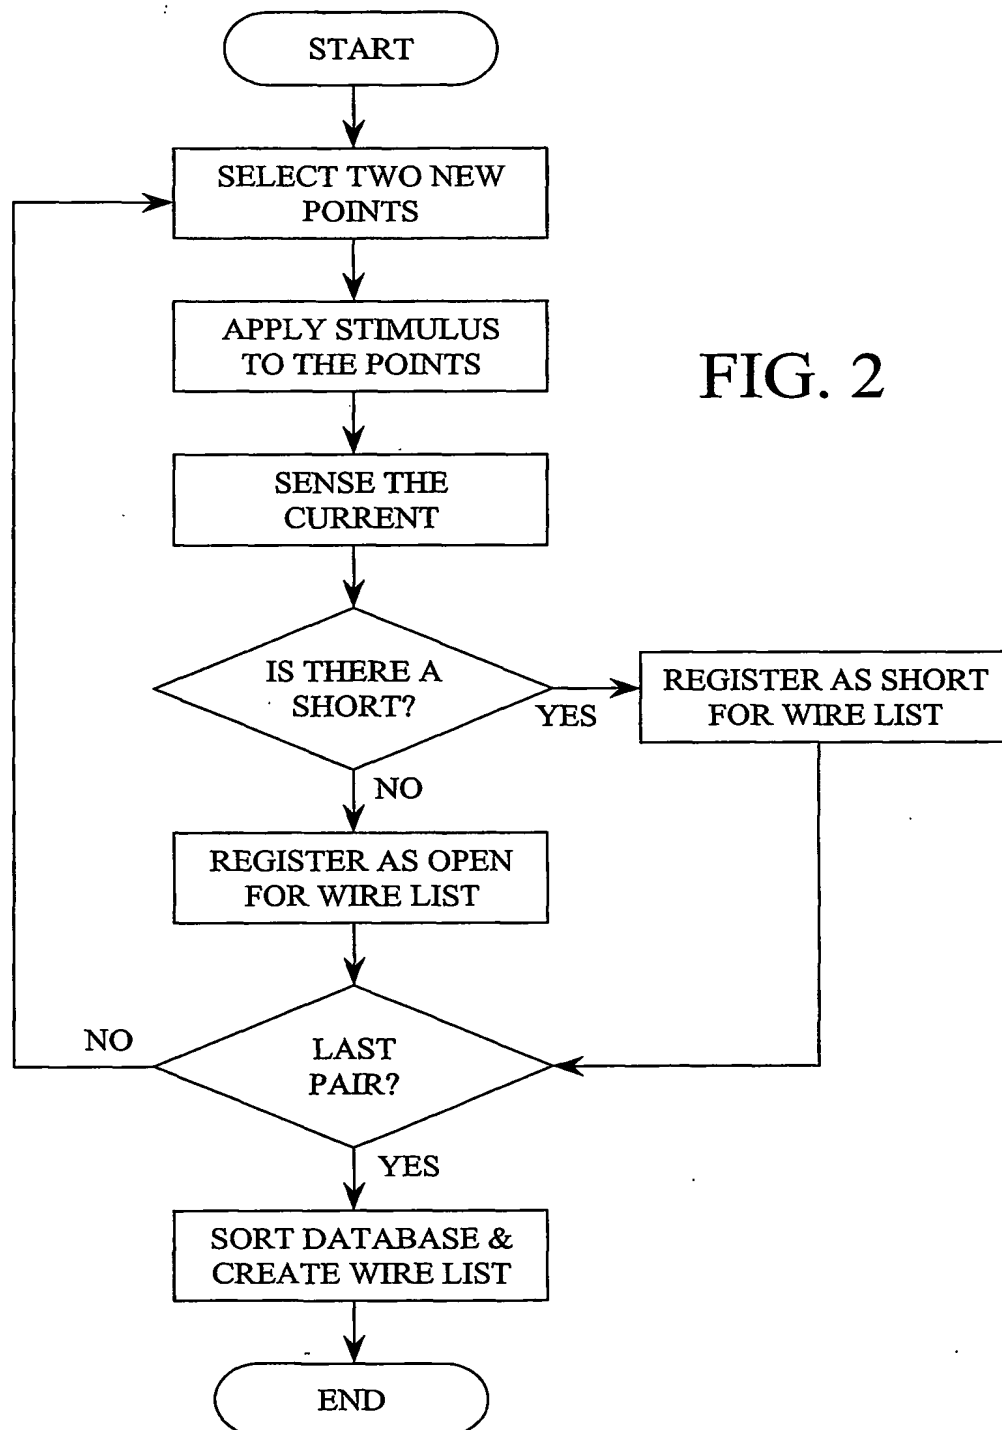 START
SELECT TWO NEW
POINTS
APPLY STIMULUS
TO THE POINTS
FIG. 2
SENSE THE
CURRENT
IS THERE A
SHORT?
YES
REGISTER AS SHORT
FOR WIRE LIST
NO
REGISTER AS OPEN
FOR WIRE LIST
NO
LAST
PAIR?
YES
SORT DATABASE &
CREATE WIRE LIST
END